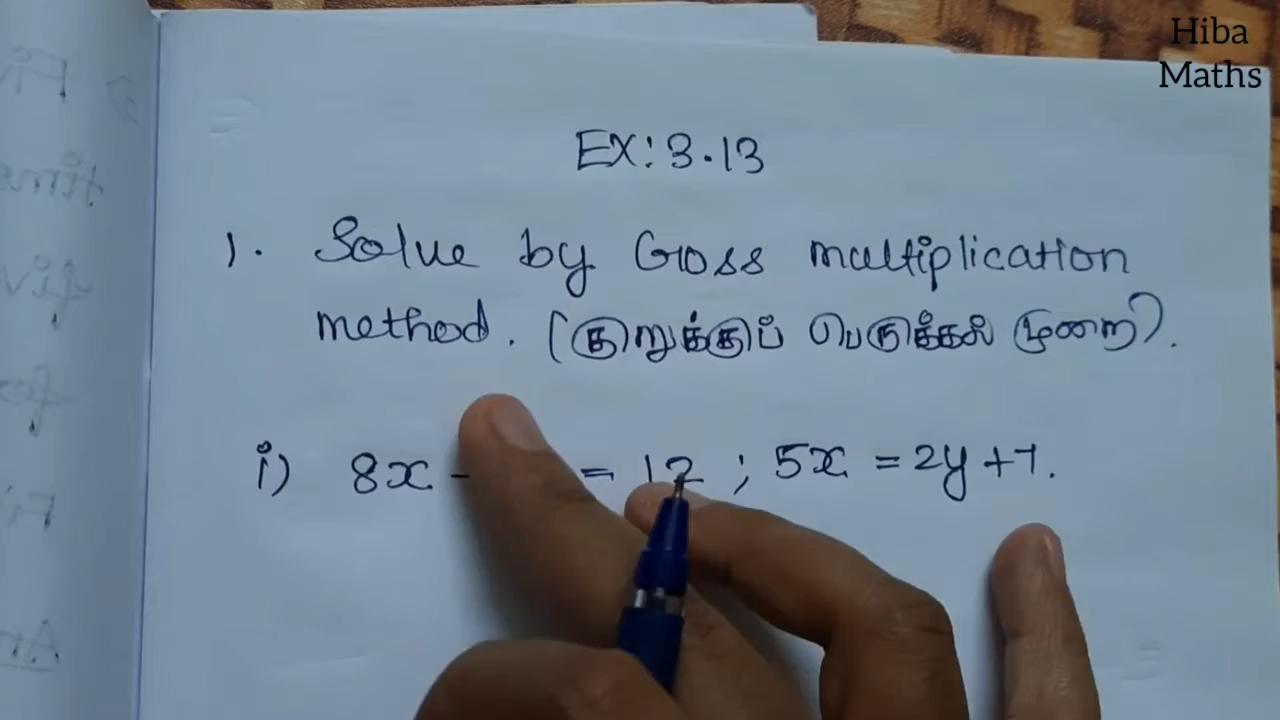 Hiba
Maths
EX: 3.13
1. Solve by Cross multiplication
method. (குறுக்குப் பெருக்கல் முறை).
i) 8x - = 12 ; 5x = 2y + 7.